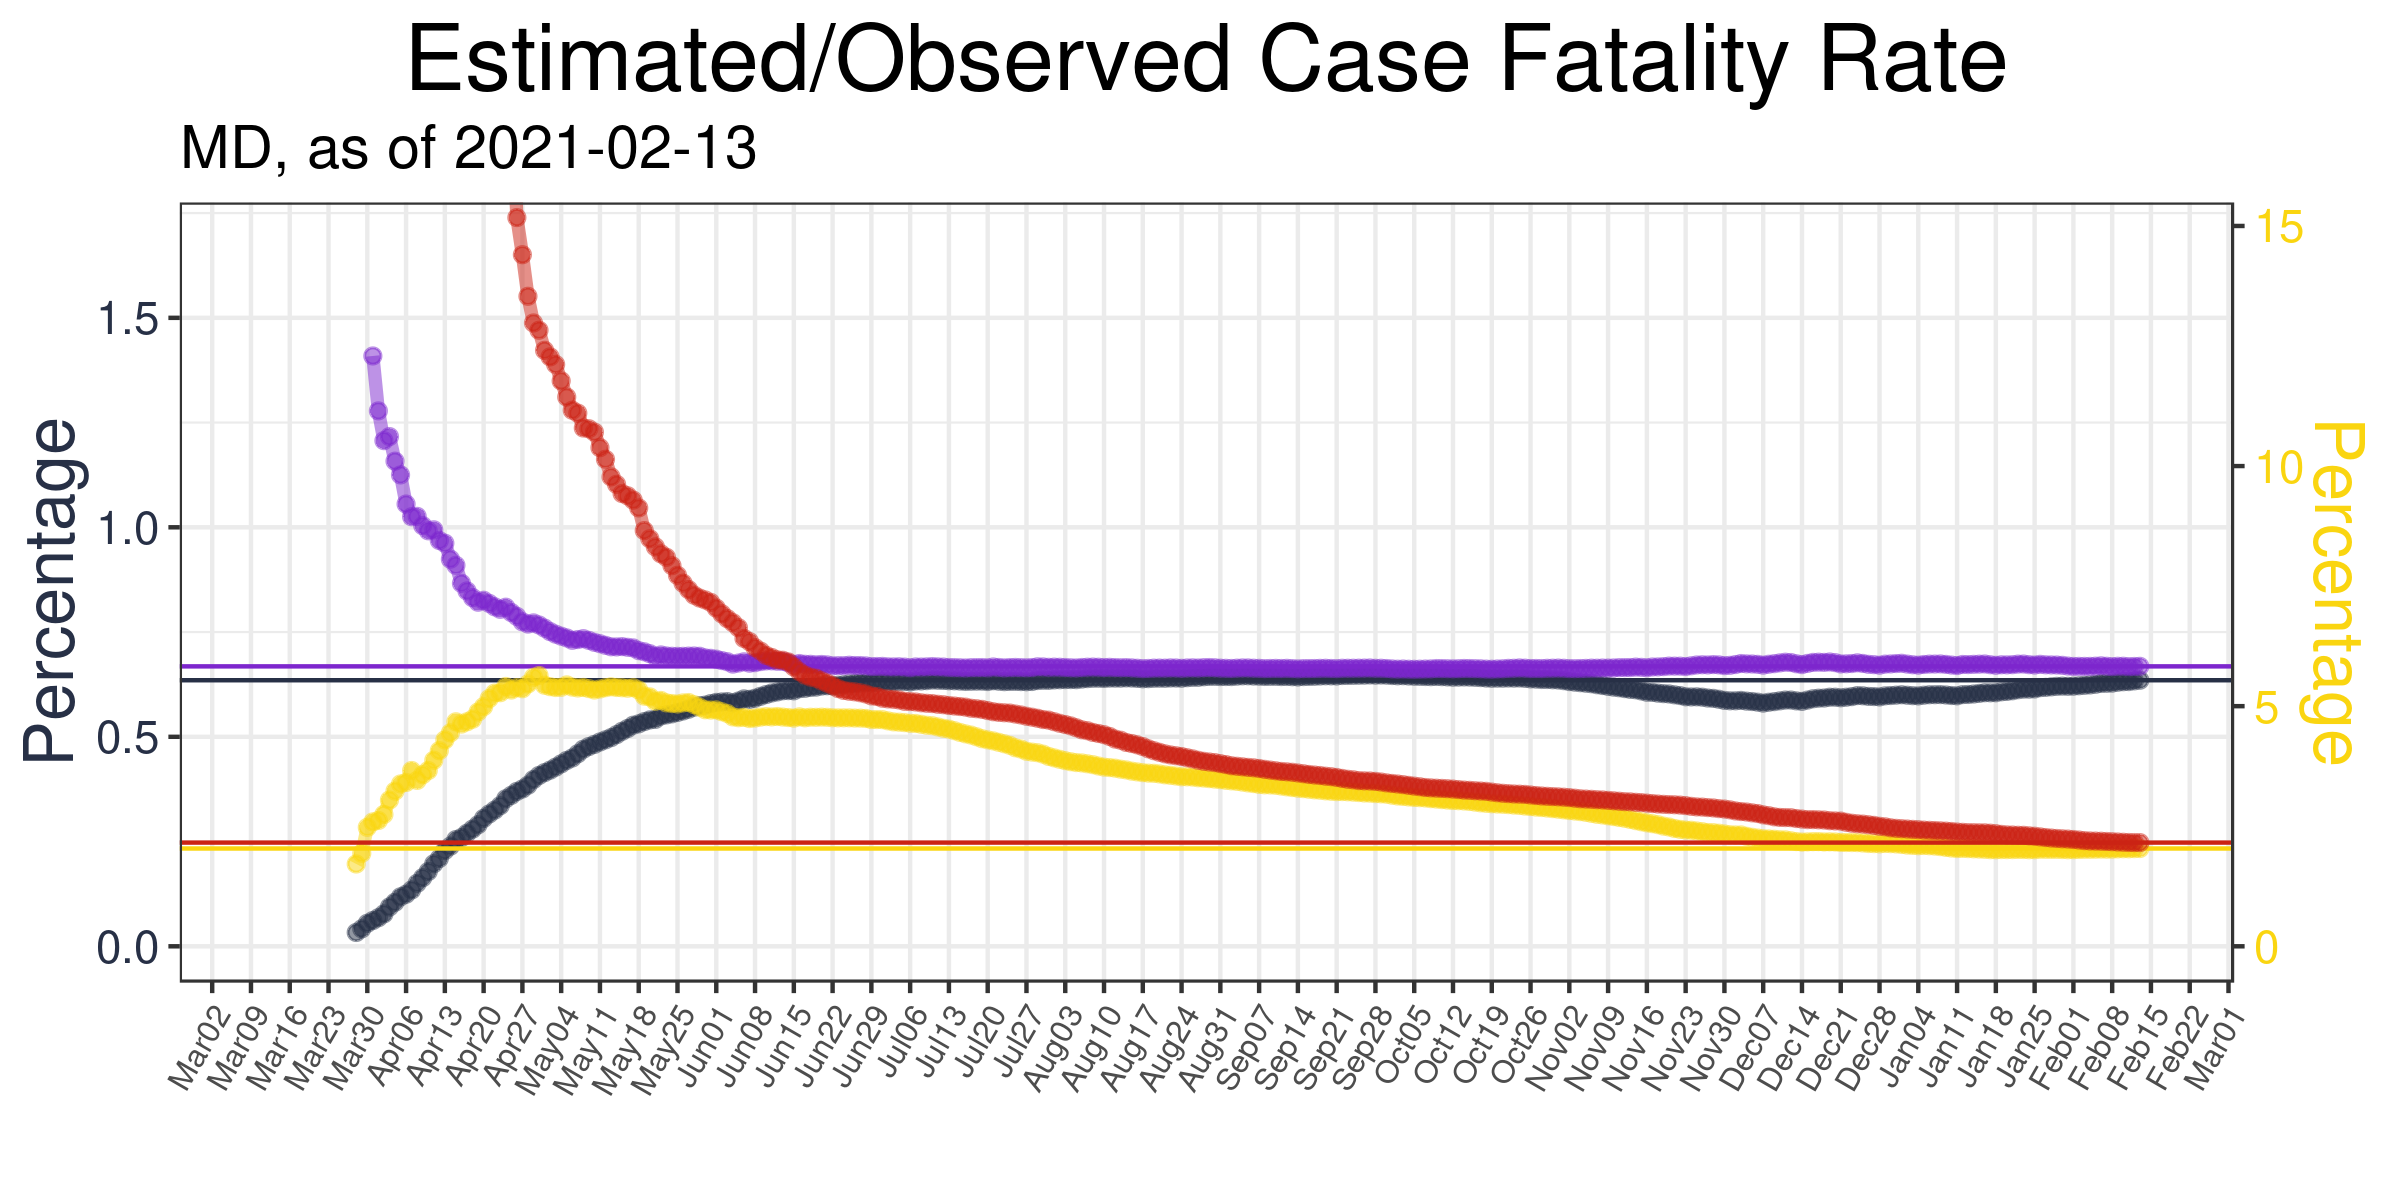 Estimated/Observed Case Fatality Rate
MD, as of 2021-02-13
Percentage
1.5
1.0
0.5
0.0
15
10
5
0
Percentage
Mar02
Mar09
Mar16
Mar23
Mar30
Apr06
Apr13
Apr20
Apr27
May04
May11
May18
May25
Jun01
Jun08
Jun15
Jun22
Jun29
Jul06
Jul13
Jul20
Jul27
Aug03
Aug10
Aug17
Aug24
Aug31
Sep07
Sep14
Sep21
Sep28
Oct05
Oct12
Oct19
Oct26
Nov02
Nov09
Nov16
Nov23
Nov30
Dec07
Dec14
Dec21
Dec28
Jan04
Jan11
Jan18
Jan25
Feb01
Feb08
Feb15
Feb22
Mar01